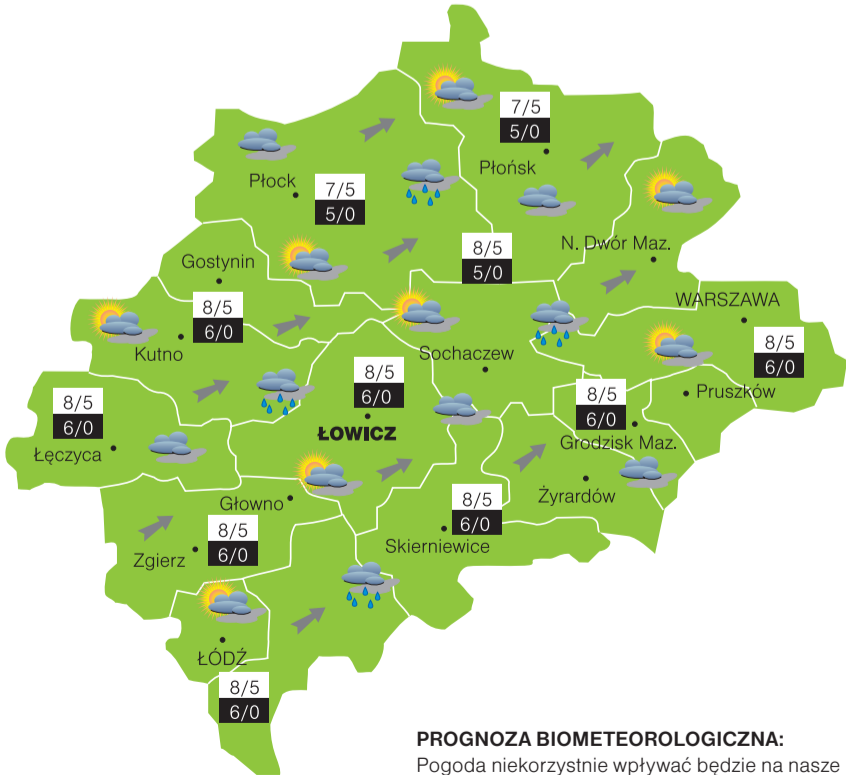 7/5
5/0
Płońsk
Płock
7/5
5/0
N. Dwór Maz.
8/5
5/0
Gostynin
WARSZAWA
8/5
6/0
Kutno
8/5
6/0
Sochaczew
8/5
6/0
ŁOWICZ
8/5
6/0
Pruszków
8/5
6/0
Łęczyca
Grodzisk Maz.
Żyrardów
Głowno
8/5
6/0
Skierniewice
8/5
6/0
Zgierz
ŁÓDŹ
8/5
6/0
PROGNOZA BIOMETEOROLOGICZNA:
Pogoda niekorzystnie wpływać będzie na nasze